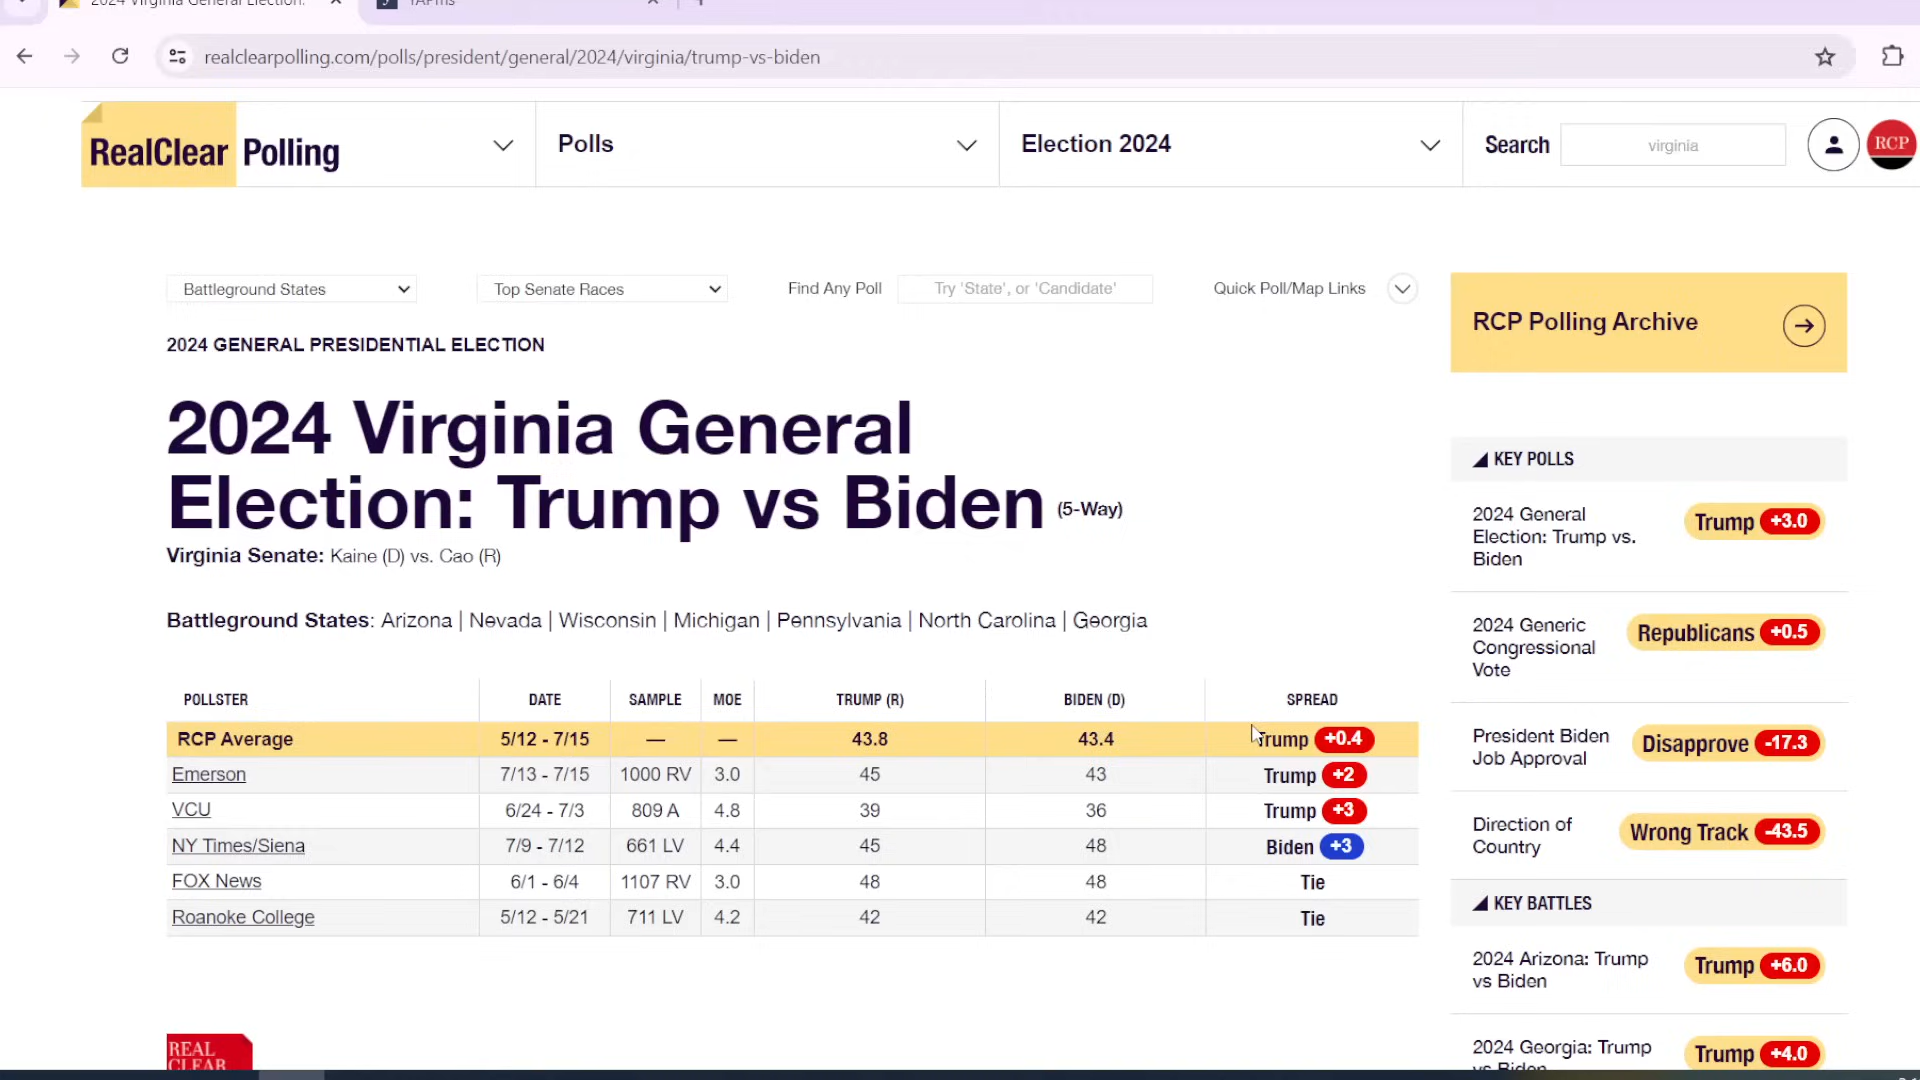 2024 Virginia General Election:
YAPms
realclearpolling.com/polls/president/general/2024/virginia/trump-vs-biden
RealClear Polling
Polls
Election 2024
Search
virginia
RCP
Battleground States
Top Senate Races
Find Any Poll
Try 'State', or 'Candidate'
Quick Poll/Map Links
2024 GENERAL PRESIDENTIAL ELECTION
2024 Virginia General
Election: Trump vs Biden (5-Way)
Virginia Senate: Kaine (D) vs. Cao (R)
Battleground States: Arizona | Nevada | Wisconsin | Michigan | Pennsylvania | North Carolina | Georgia
POLLSTER DATE SAMPLE MOE TRUMP (R) BIDEN (D) SPREAD
RCP Average 5/12 - 7/15 — — 43.8 43.4 Trump +0.4
Emerson 7/13 - 7/15 1000 RV 3.0 45 43 Trump +2
VCU 6/24 - 7/3 809 A 4.8 39 36 Trump +3
NY Times/Siena 7/9 - 7/12 661 LV 4.4 45 48 Biden +3
FOX News 6/1 - 6/4 1107 RV 3.0 48 48 Tie
Roanoke College 5/12 - 5/21 711 LV 4.2 42 42 Tie
REAL
CLEAR
RCP Polling Archive
KEY POLLS
2024 General
Election: Trump vs.
Biden
Trump +3.0
2024 Generic
Congressional
Vote
Republicans +0.5
President Biden
Job Approval
Disapprove -17.3
Direction of
Country
Wrong Track -43.5
KEY BATTLES
2024 Arizona: Trump
vs Biden
Trump +6.0
2024 Georgia: Trump
vs Biden
Trump +4.0